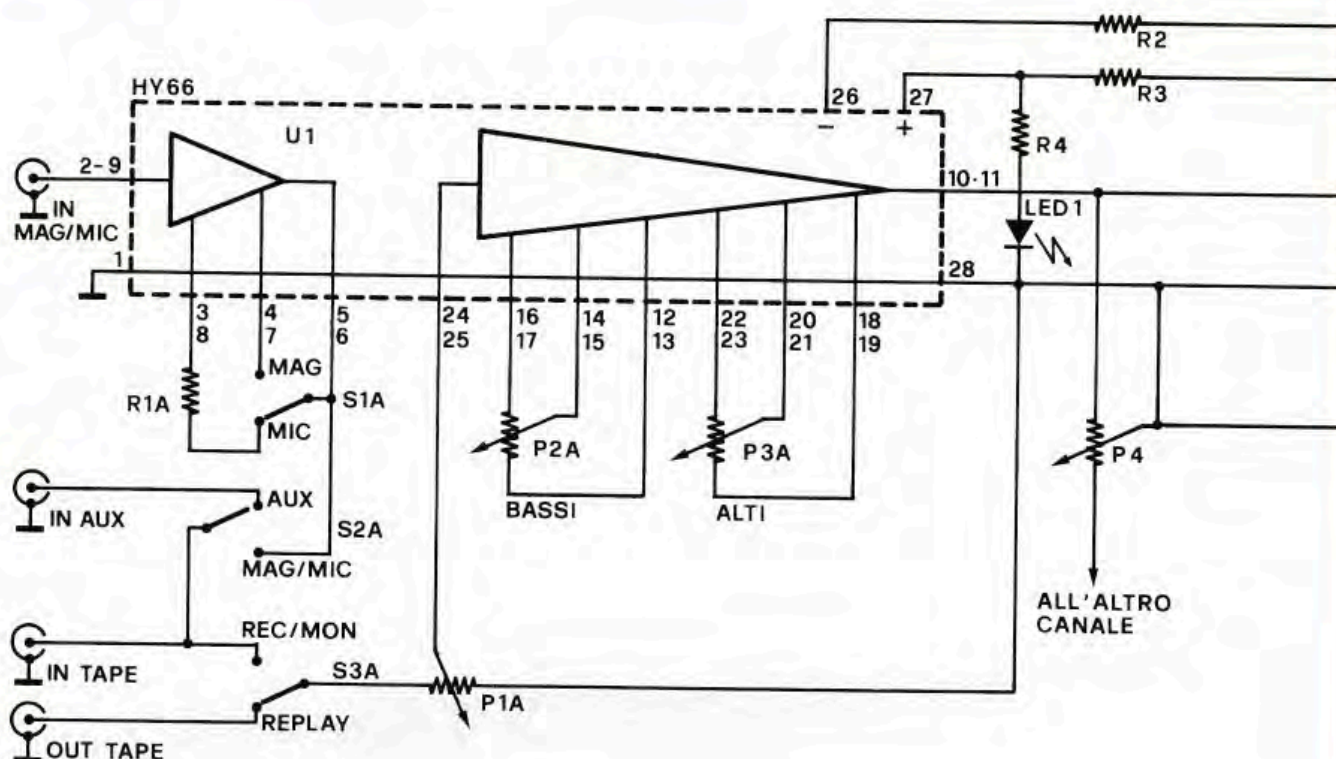 R2
HY66
26
27
R3
−
+
U1
R4
2-9
10·11
IN
MAG/MIC
LED1
1
28
3
8
4
7
5
6
24
25
16
17
14
15
12
13
22
23
20
21
18
19
MAG
R1A
S1A
MIC
P2A
P3A
P4
AUX
BASSI
ALTI
IN AUX
S2A
MAG/MIC
ALL'ALTRO
CANALE
REC/MON
IN TAPE
S3A
P1A
REPLAY
OUT TAPE